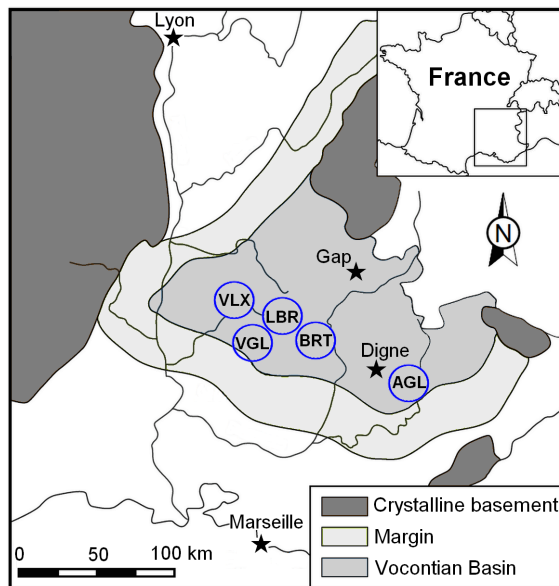 Lyon
France
N
Gap
VLX
LBR
VGL
BRT
Digne
AGL
Marseille
0 50 100 km
Crystalline basement
Margin
Vocontian Basin